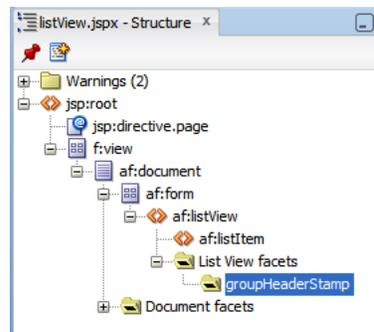 listView.jspx - Structure x
Warnings (2)
jsp:root
jsp:directive.page
f:view
af:document
af:form
af:listView
af:listItem
List View facets
groupHeaderStamp
Document facets